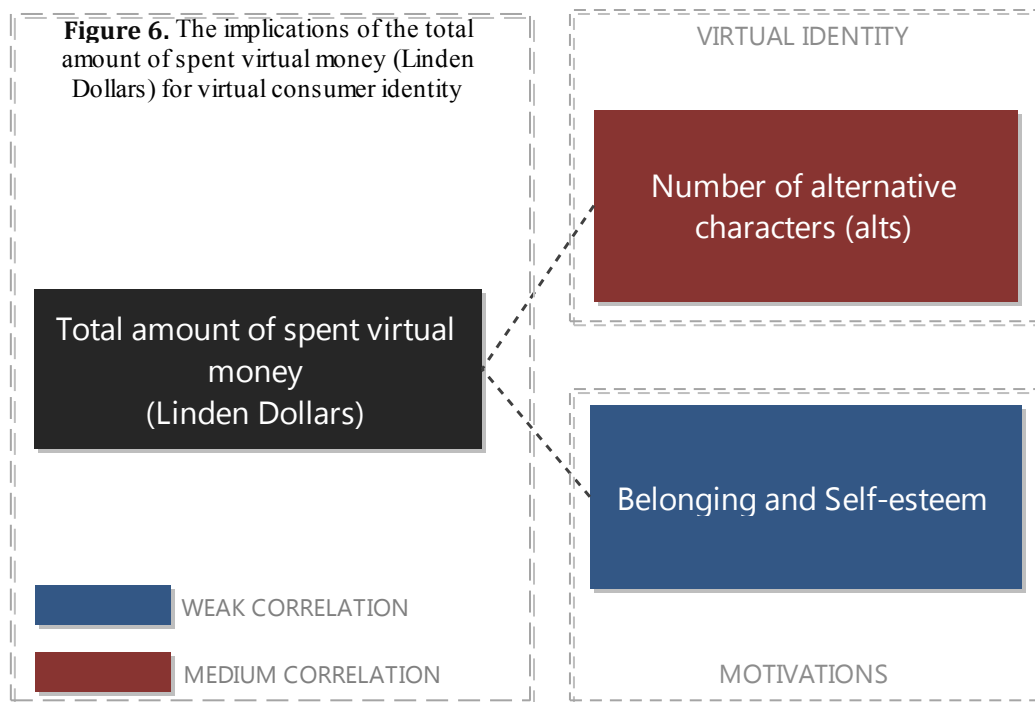 Figure 6. The implications of the total
amount of spent virtual money (Linden
Dollars) for virtual consumer identity
VIRTUAL IDENTITY
Number of alternative
characters (alts)
Total amount of spent virtual
money
(Linden Dollars)
Belonging and Self-esteem
WEAK CORRELATION
MEDIUM CORRELATION
MOTIVATIONS